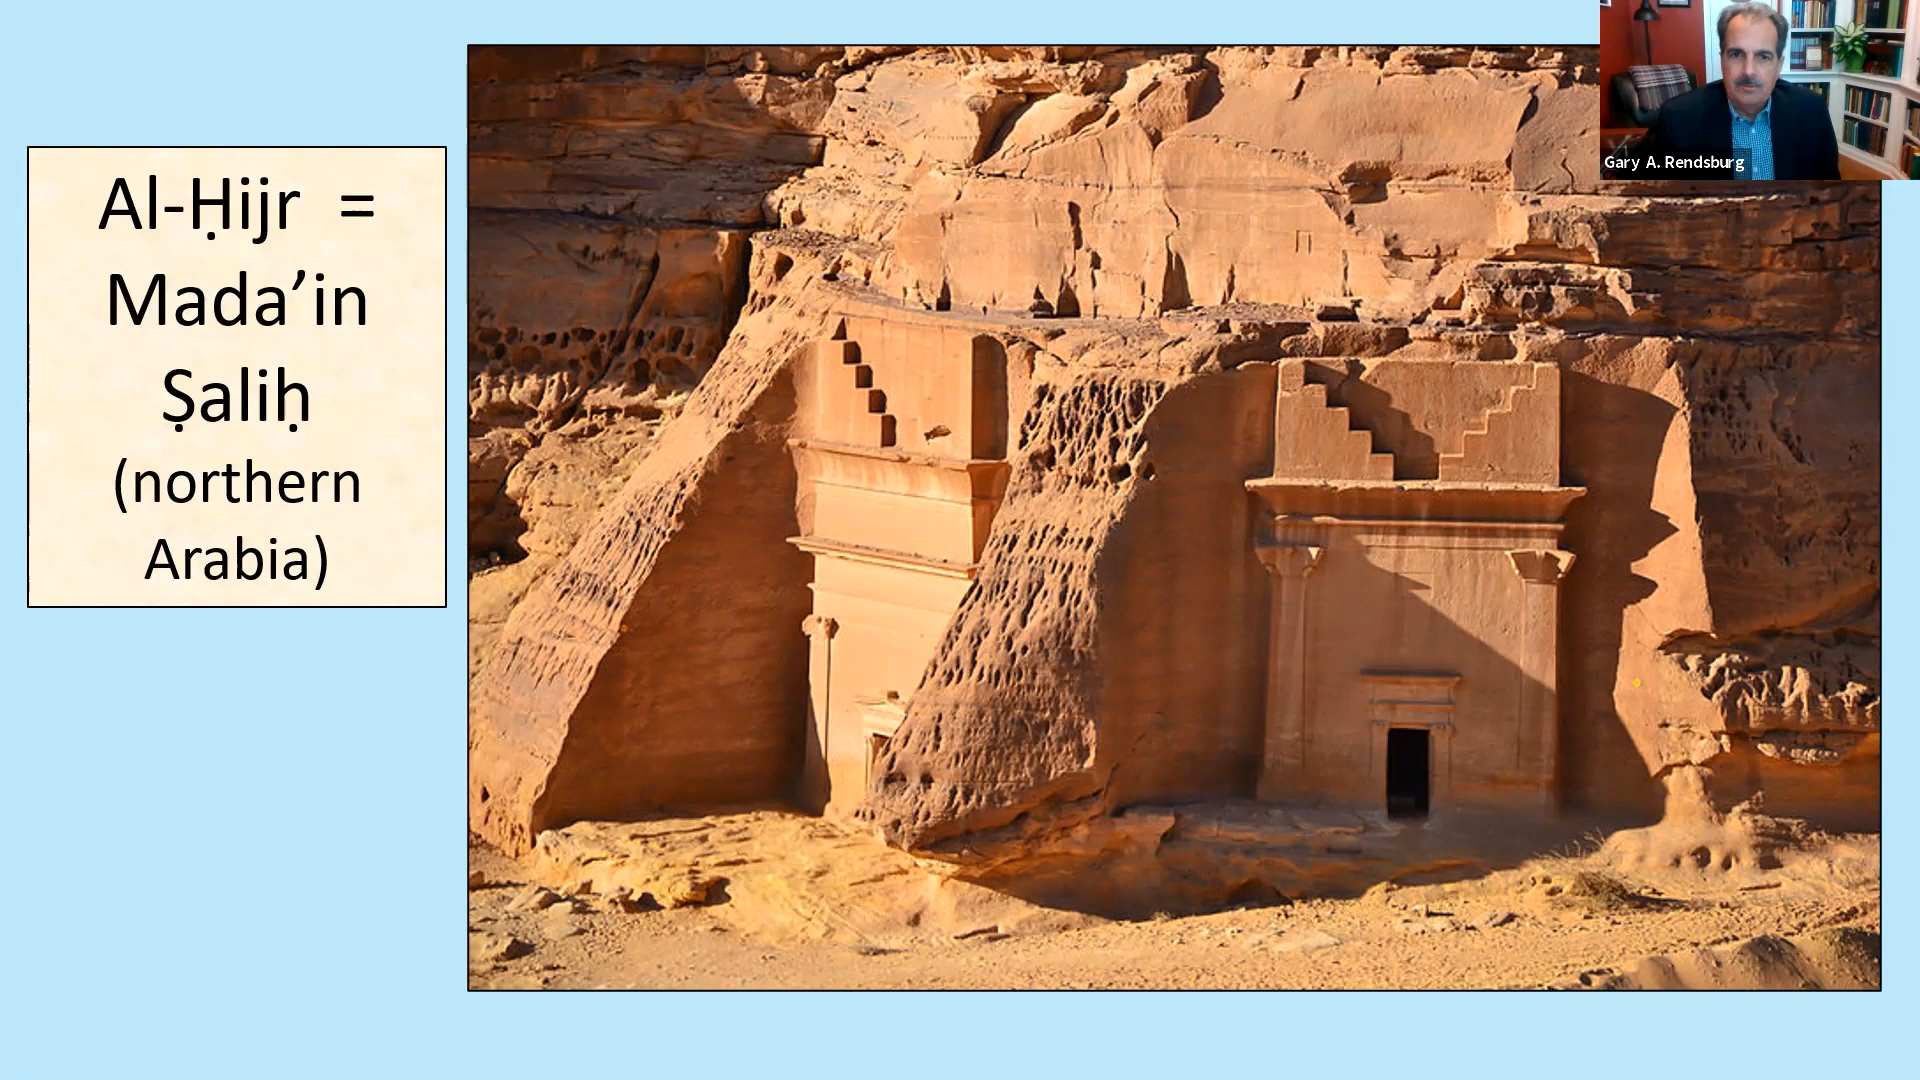 Al-Ḥijr =
Mada’in
Ṣaliḥ
(northern
Arabia)
Gary A. Rendsburg